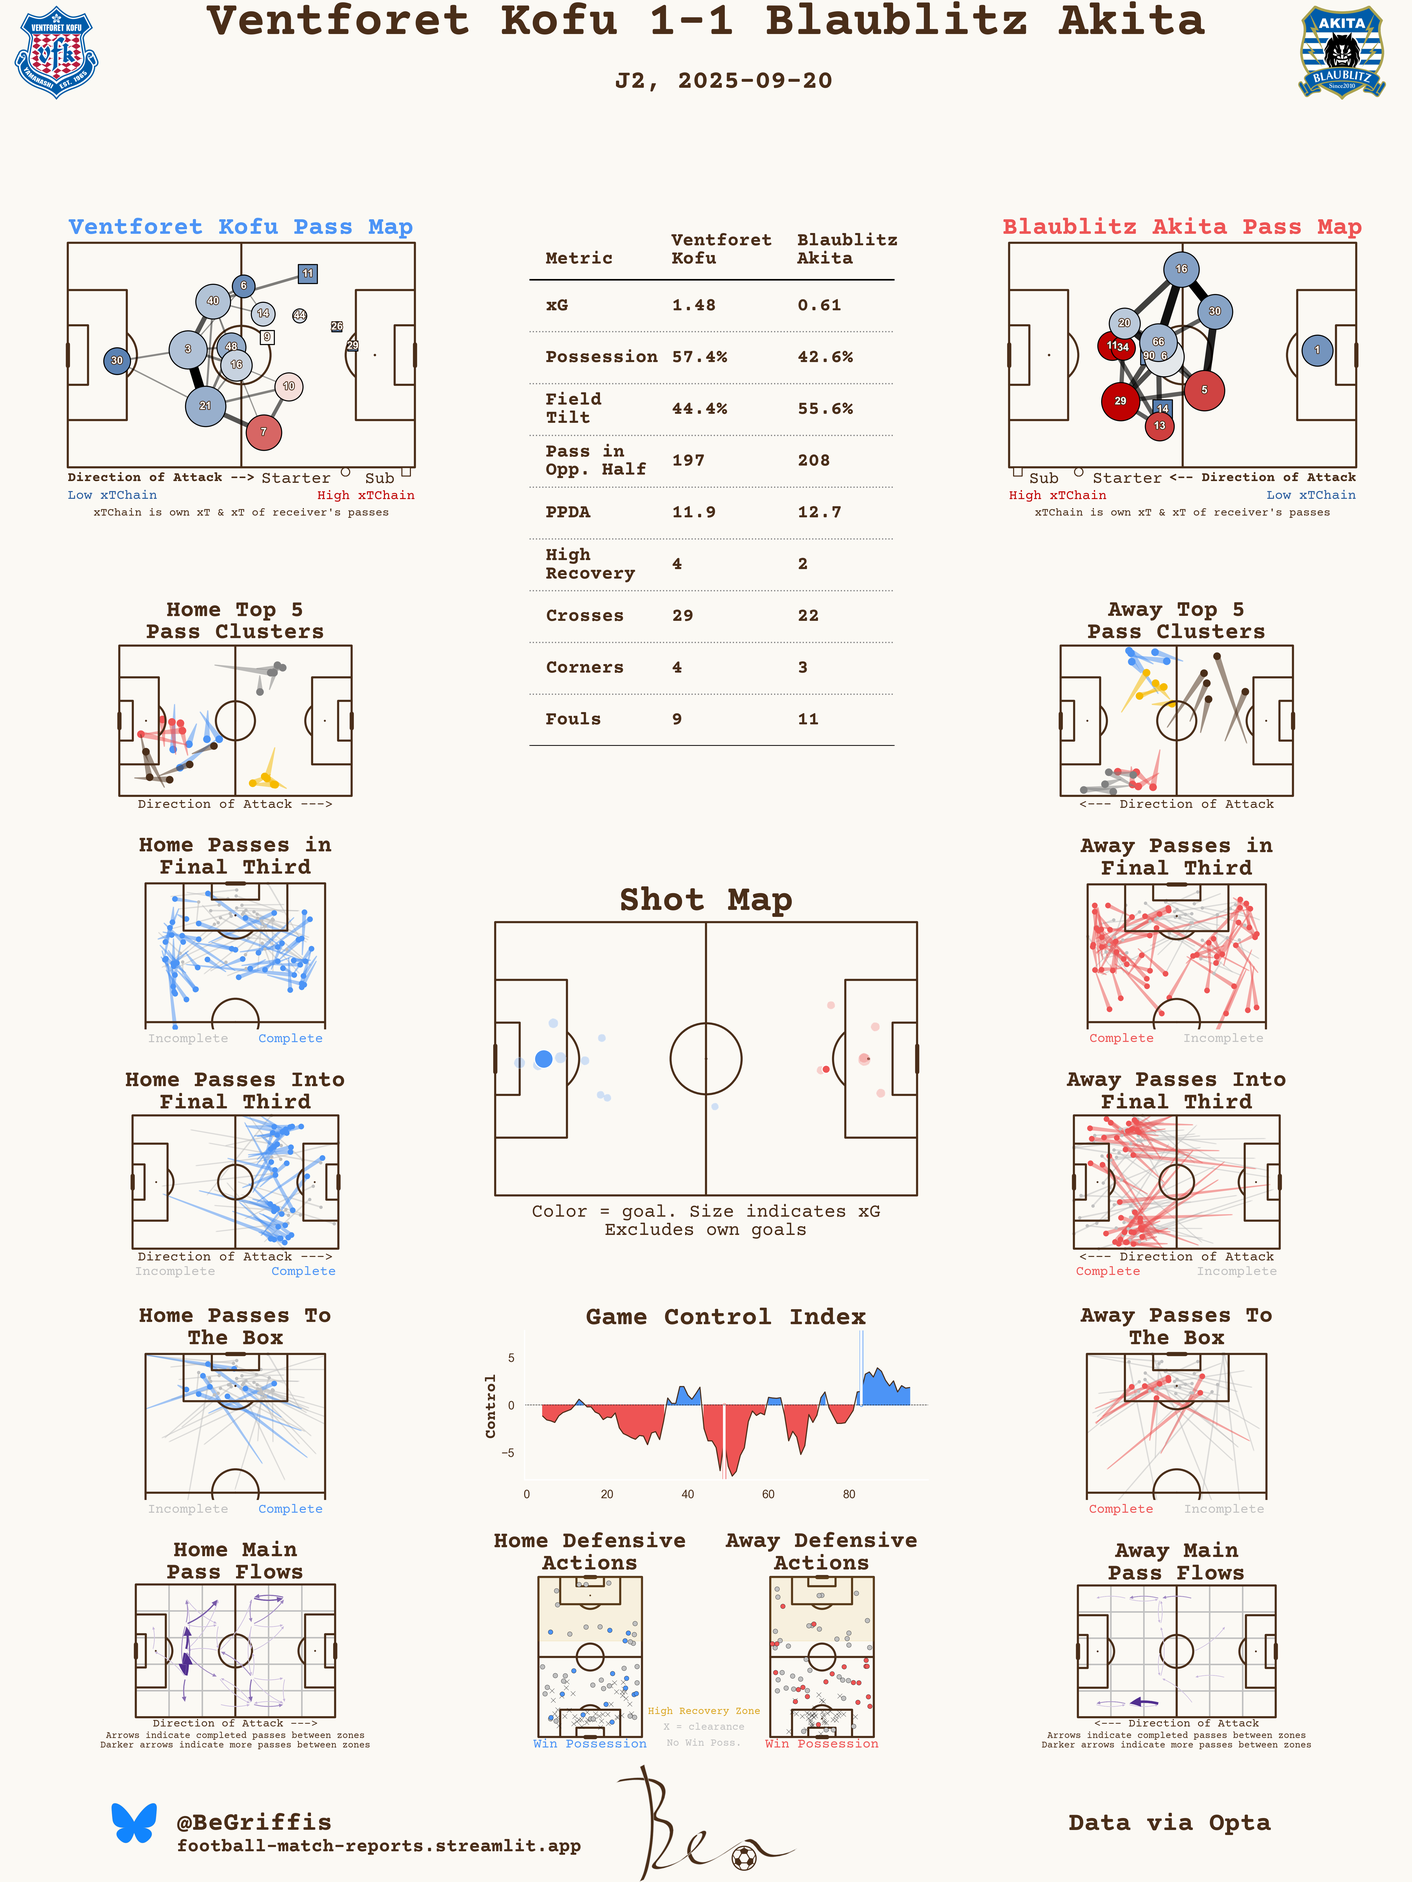 Ventforet Kofu 1-1 Blaublitz Akita
J2, 2025-09-20
VENTFORET KOFU
vfk
YAMANASHI EST. 1965
AKITA
BLAUBLITZ
Since2010
Ventforet Kofu Pass Map
11
6
40
14
44
26
9
29
3
48
30
16
10
21
7
Direction of Attack --> Starter Sub
Low xTChain High xTChain
xTChain is own xT & xT of receiver's passes
Metric Ventforet Kofu Blaublitz Akita
xG 1.48 0.61
Possession 57.4% 42.6%
Field Tilt 44.4% 55.6%
Pass in Opp. Half 197 208
PPDA 11.9 12.7
High Recovery 4 2
Crosses 29 22
Corners 4 3
Fouls 9 11
Blaublitz Akita Pass Map
16
30
20
66
11
34
90
6
1
5
29
14
13
Sub Starter <-- Direction of Attack
High xTChain Low xTChain
xTChain is own xT & xT of receiver's passes
Home Top 5
Pass Clusters
Direction of Attack --->
Away Top 5
Pass Clusters
<--- Direction of Attack
Home Passes in
Final Third
Incomplete Complete
Away Passes in
Final Third
Complete Incomplete
Shot Map
Color = goal. Size indicates xG
Excludes own goals
Home Passes Into
Final Third
Direction of Attack --->
Incomplete Complete
Away Passes Into
Final Third
<--- Direction of Attack
Complete Incomplete
Home Passes To
The Box
Incomplete Complete
Game Control Index
Control
5
0
−5
0 20 40 60 80
Away Passes To
The Box
Complete Incomplete
Home Main
Pass Flows
Direction of Attack --->
Arrows indicate completed passes between zones
Darker arrows indicate more passes between zones
Home Defensive
Actions
Win Possession
Away Defensive
Actions
Win Possession
High Recovery Zone
X = clearance
No Win Poss.
Away Main
Pass Flows
<--- Direction of Attack
Arrows indicate completed passes between zones
Darker arrows indicate more passes between zones
@BeGriffis
football-match-reports.streamlit.app
Ben
Data via Opta